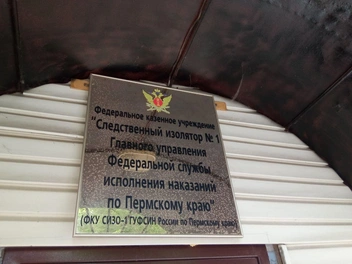 Федеральное казенное учреждение
"Следственный изолятор № 1
Главного управления
Федеральной службы
исполнения наказаний
по Пермскому краю"
(ФКУ СИЗО-1 ГУФСИН России по Пермскому краю)